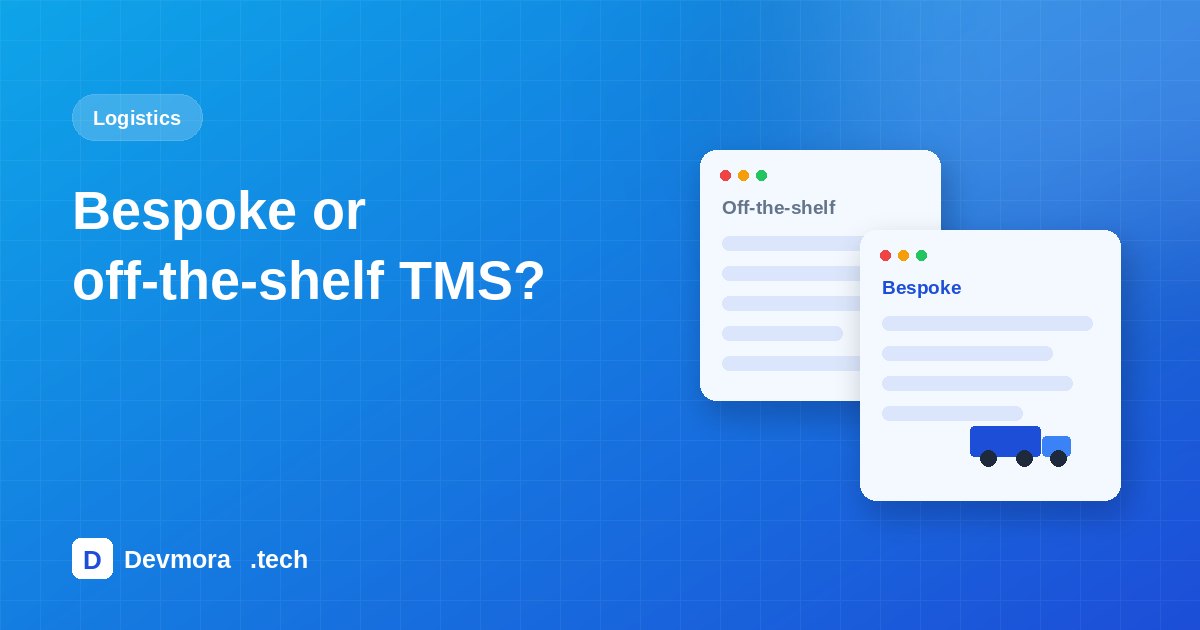 Logistics
Bespoke or
off-the-shelf TMS?
Off-the-shelf
Bespoke
D Devmora .tech